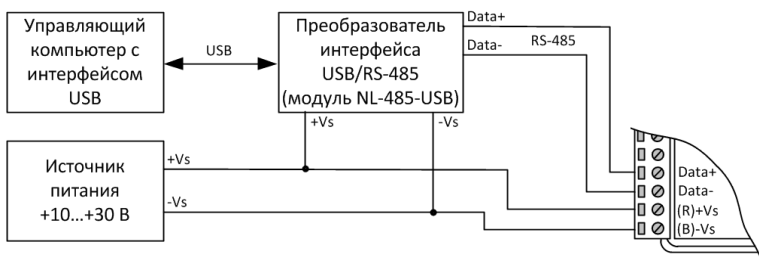 Управляющий
компьютер с
интерфейсом
USB
USB
Преобразователь
интерфейса
USB/RS-485
(модуль NL-485-USB)
Data+
Data-
RS-485
+Vs
-Vs
Источник
питания
+10...+30 В
+Vs
-Vs
Data+
Data-
(R)+Vs
(B)-Vs